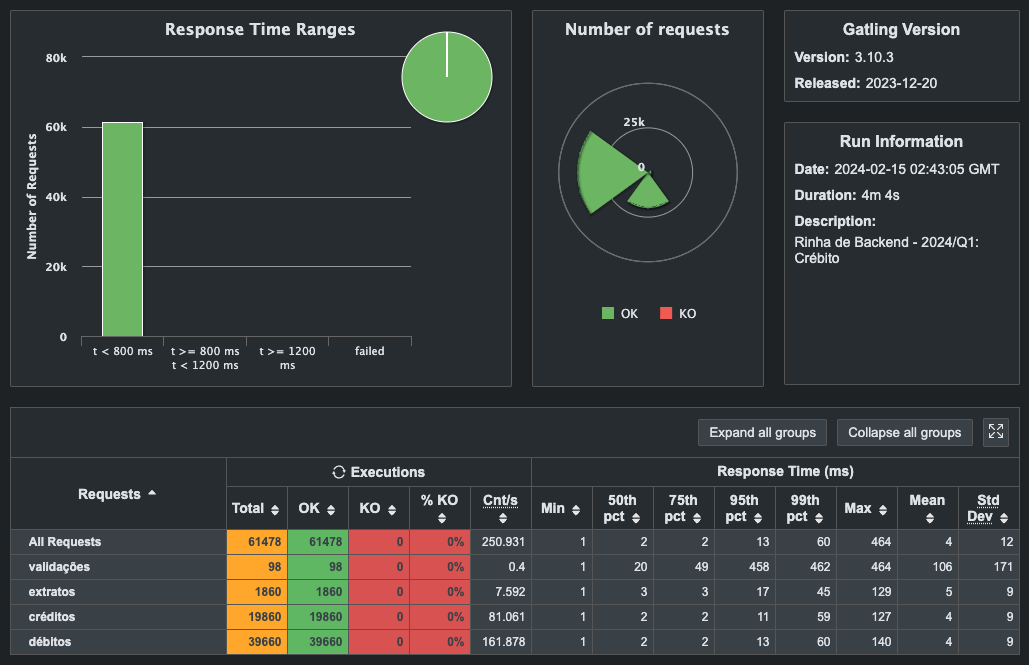 Response Time Ranges
80k
60k
40k
20k
0
Number of Requests
t < 800 ms
t >= 800 ms
t < 1200 ms
t >= 1200
ms
failed
Number of requests
25k
0
OK
KO
Gatling Version
Version: 3.10.3
Released: 2023-12-20
Run Information
Date: 2024-02-15 02:43:05 GMT
Duration: 4m 4s
Description:
Rinha de Backend - 2024/Q1:
Crébito
Expand all groups
Collapse all groups
Requests
Executions
Response Time (ms)
Total OK KO % KO Cnt/s Min 50th pct 75th pct 95th pct 99th pct Max Mean Std Dev
All Requests 61478 61478 0 0% 250.931 1 2 2 13 60 464 4 12
validações 98 98 0 0% 0.4 1 20 49 458 462 464 106 171
extratos 1860 1860 0 0% 7.592 1 3 3 17 45 129 5 9
créditos 19860 19860 0 0% 81.061 1 2 2 11 59 127 4 9
débitos 39660 39660 0 0% 161.878 1 2 2 13 60 140 4 9